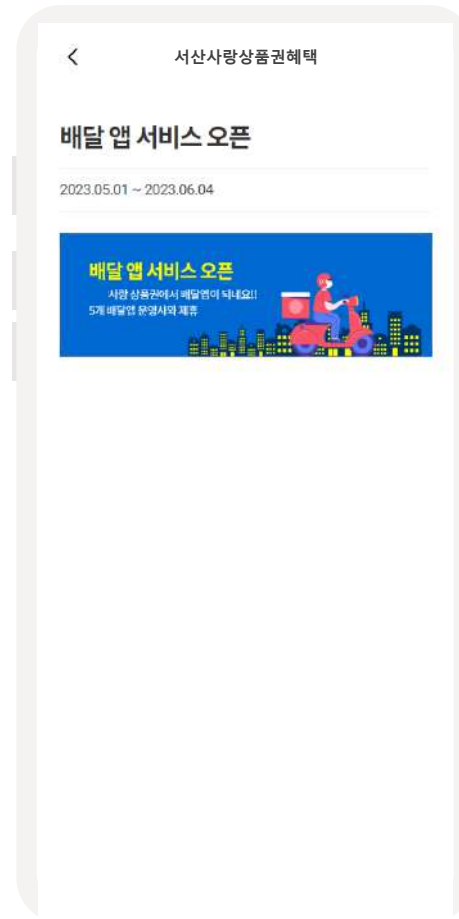 서산사랑상품권혜택
배달 앱 서비스 오픈
2023.05.01 ~ 2023.06.04
배달 앱 서비스 오픈
사랑 상품권에서 배달앱이 되네요!!
5개 배달앱 운영사와 제휴